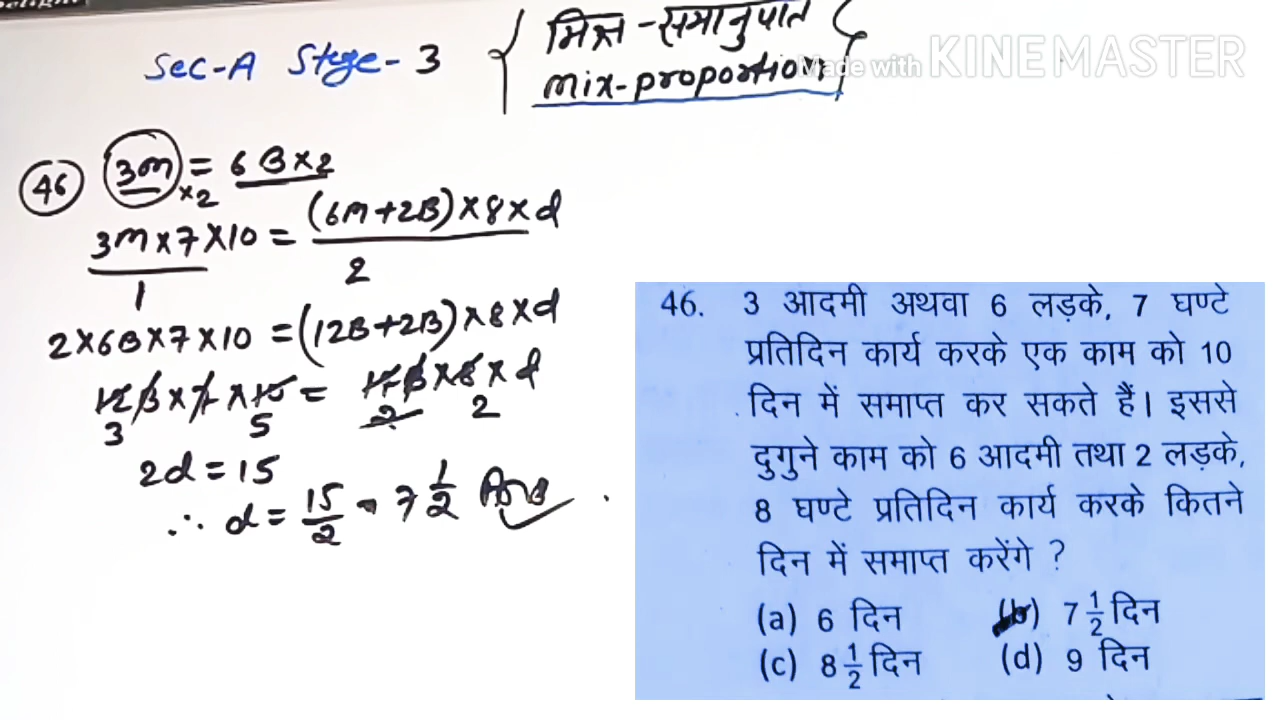 Sec-A Stage-3
मिश्र-समानुपात
mix-proportion
Made with KINEMASTER
46 3m = 6B×2
×2
3m×7×10 = (6m+2B)×8×d
1 2
2×6B×7×10 = (12B+2B)×8×d
12B×7×10 = 14B×8×d
3 5 2 2
2d = 15
∴ d = 15/2 = 7 1/2 Ans
46. 3 आदमी अथवा 6 लड़के, 7 घण्टे
प्रतिदिन कार्य करके एक काम को 10
दिन में समाप्त कर सकते हैं। इससे
दुगुने काम को 6 आदमी तथा 2 लड़के,
8 घण्टे प्रतिदिन कार्य करके कितने
दिन में समाप्त करेंगे ?
(a) 6 दिन (b) 7 1/2 दिन
(c) 8 1/2 दिन (d) 9 दिन